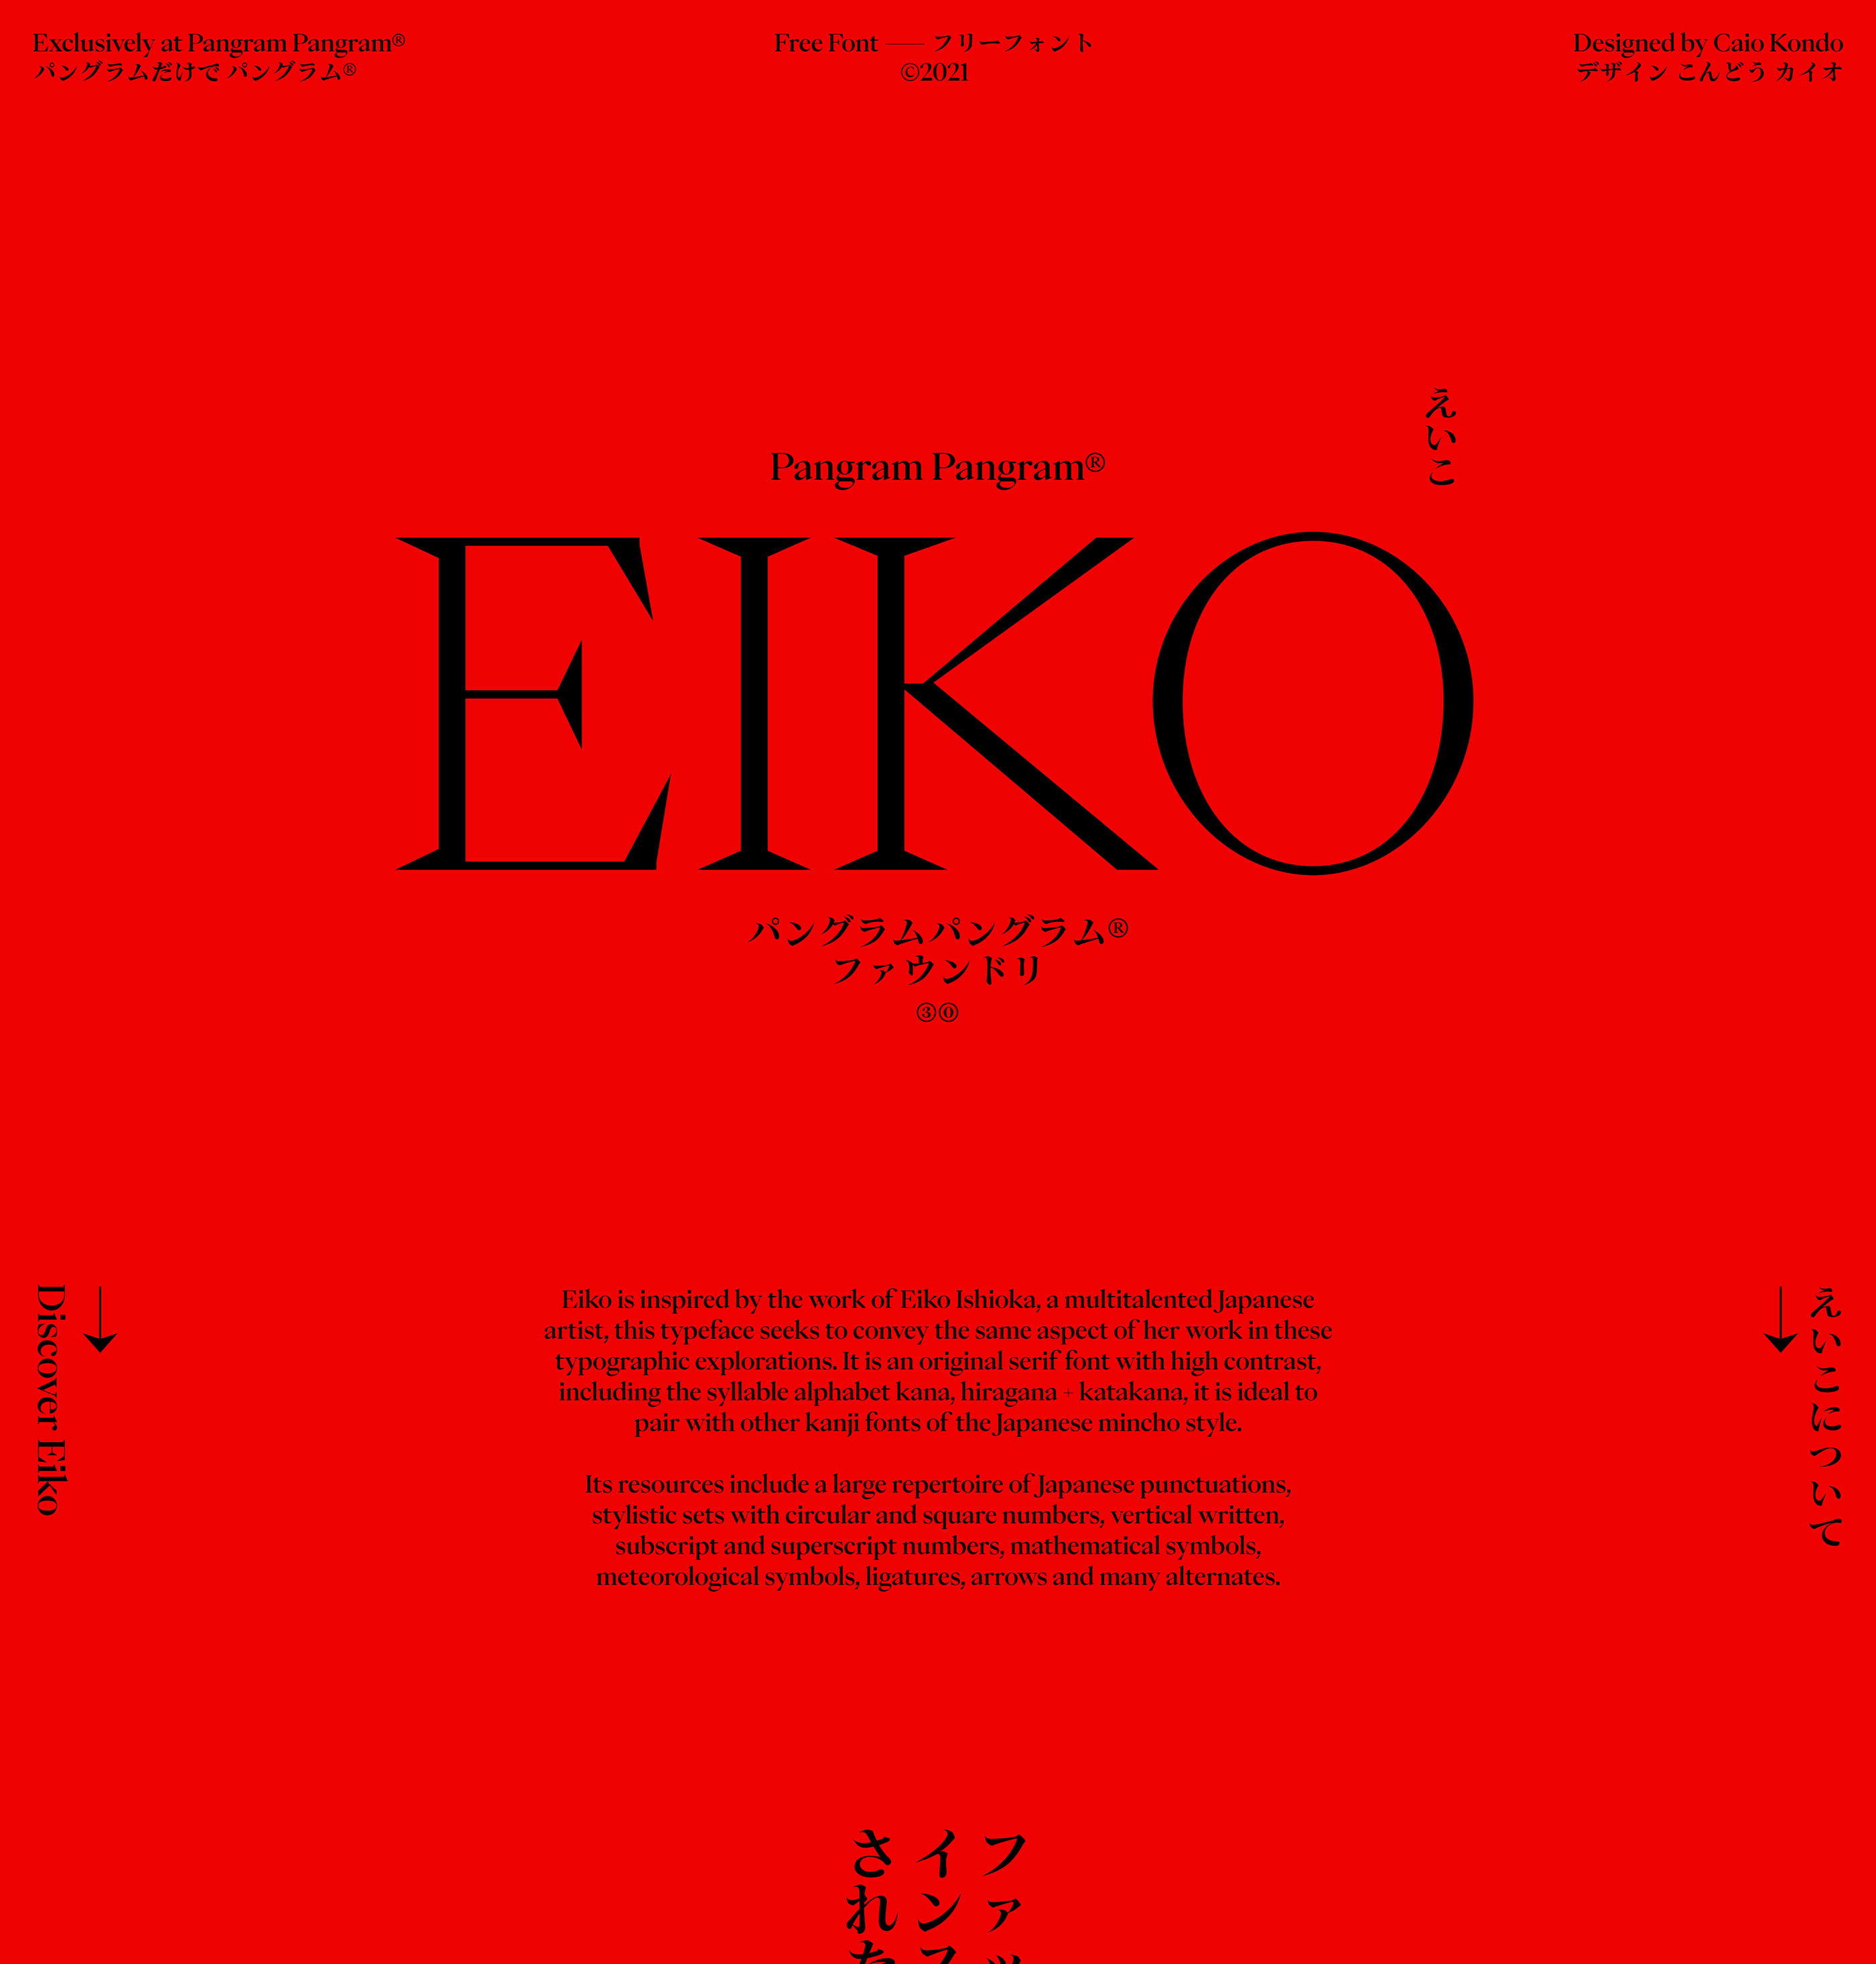 Exclusively at Pangram Pangram®
パングラムだけで パングラム®
Free Font —— フリーフォント
©2021
Designed by Caio Kondo
デザイン こんどう カイオ
えいこ
Pangram Pangram®
EIKO
パングラムパングラム®
ファウンドリ
③⓪
Discover Eiko
↓
Eiko is inspired by the work of Eiko Ishioka, a multitalented Japanese
artist, this typeface seeks to convey the same aspect of her work in these
typographic explorations. It is an original serif font with high contrast,
including the syllable alphabet kana, hiragana + katakana, it is ideal to
pair with other kanji fonts of the Japanese mincho style.
Its resources include a large repertoire of Japanese punctuations,
stylistic sets with circular and square numbers, vertical written,
subscript and superscript numbers, mathematical symbols,
meteorological symbols, ligatures, arrows and many alternates.
↓
えいこについて
ファッ
インス
された